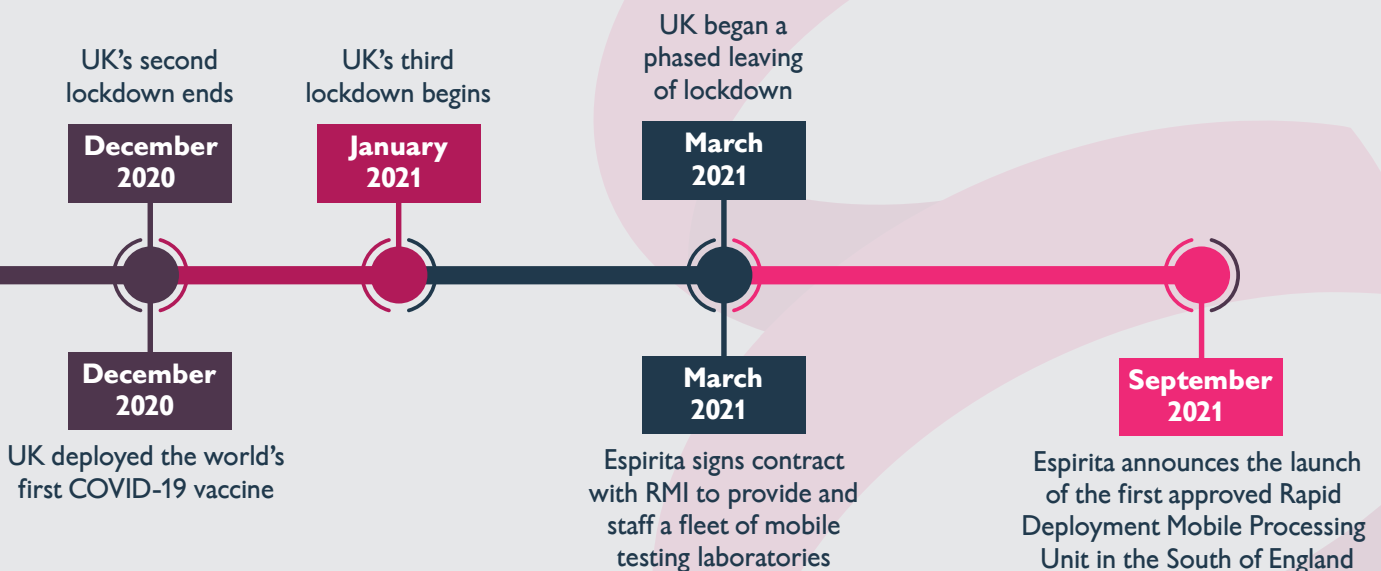 UK's second
lockdown ends
December
2020
December
2020
UK deployed the world's
first COVID-19 vaccine
UK's third
lockdown begins
January
2021
UK began a
phased leaving
of lockdown
March
2021
March
2021
Espirita signs contract
with RMI to provide and
staff a fleet of mobile
testing laboratories
September
2021
Espirita announces the launch
of the first approved Rapid
Deployment Mobile Processing
Unit in the South of England